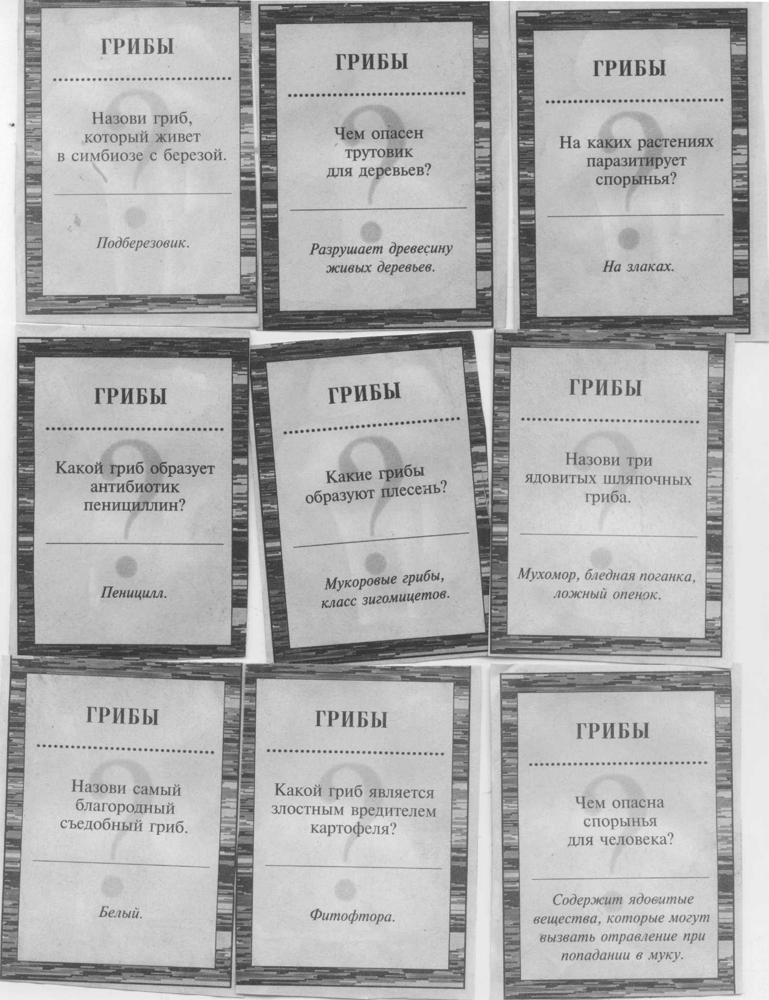 ГРИБЫ
Назови гриб,
который живет
в симбиозе с березой.
Подберезовик.
ГРИБЫ
Чем опасен
трутовик
для деревьев?
Разрушает древесину
живых деревьев.
ГРИБЫ
На каких растениях
паразитирует
спорынья?
На злаках.
ГРИБЫ
Какой гриб образует
антибиотик
пенициллин?
Пеницилл.
ГРИБЫ
Какие грибы
образуют плесень?
Мукоровые грибы,
класс зигомицетов.
ГРИБЫ
Назови три
ядовитых шляпочных
гриба.
Мухомор, бледная поганка,
ложный опенок.
ГРИБЫ
Назови самый
благородный
съедобный гриб.
Белый.
ГРИБЫ
Какой гриб является
злостным вредителем
картофеля?
Фитофтора.
ГРИБЫ
Чем опасна
спорынья
для человека?
Содержит ядовитые
вещества, которые могут
вызвать отравление при
попадании в муку.